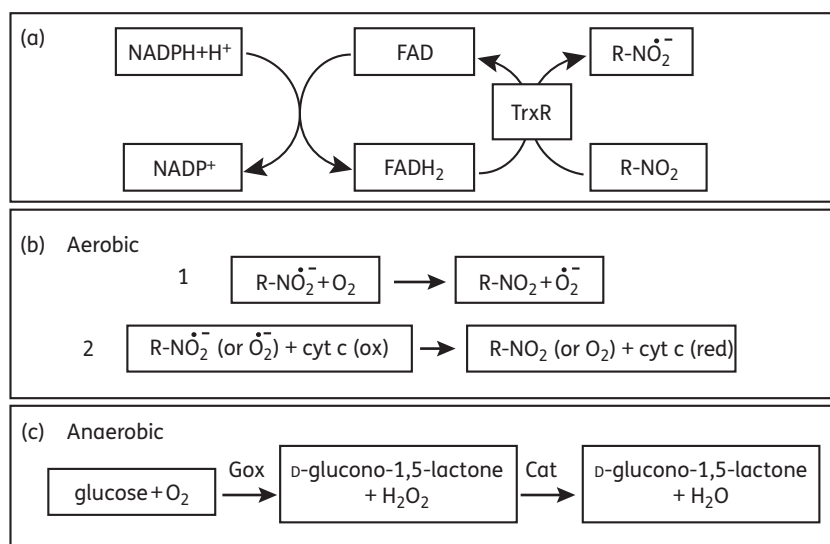 (a)
NADPH+H⁺ FAD R-NO₂•⁻
TrxR
NADP⁺ FADH₂ R-NO₂
(b) Aerobic
1 R-NO₂•⁻+O₂ R-NO₂+O₂•⁻
2 R-NO₂•⁻ (or O₂•⁻) + cyt c (ox) R-NO₂ (or O₂) + cyt c (red)
(c) Anaerobic
glucose+O₂ Gox D-glucono-1,5-lactone Cat D-glucono-1,5-lactone
+ H₂O₂ + H₂O